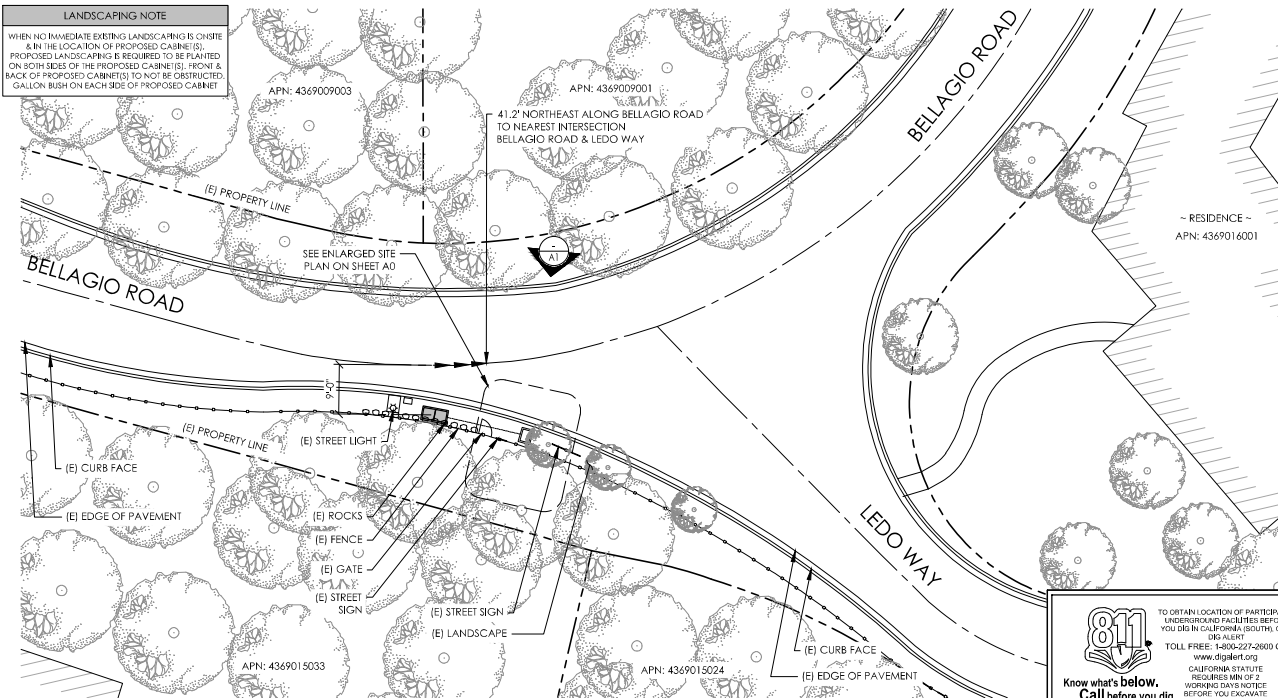 LANDSCAPING NOTE
WHEN NO IMMEDIATE EXISTING LANDSCAPING IS ONSITE
& IN THE LOCATION OF PROPOSED CABINET(S),
PROPOSED LANDSCAPING IS REQUIRED TO BE PLANTED
ON BOTH SIDES OF THE PROPOSED CABINET(S). FRONT &
BACK OF PROPOSED CABINET(S) TO NOT BE OBSTRUCTED.
GALLON BUSH ON EACH SIDE OF PROPOSED CABINET
APN: 4369009003
APN: 4369009001
41.2' NORTHEAST ALONG BELLAGIO ROAD
TO NEAREST INTERSECTION
BELLAGIO ROAD & LEDO WAY
BELLAGIO ROAD
(E) PROPERTY LINE
~ RESIDENCE ~
APN: 4369016001
SEE ENLARGED SITE
PLAN ON SHEET A0
-
A1
BELLAGIO ROAD
(E) PROPERTY LINE
(E) STREET LIGHT
(E) CURB FACE
(E) EDGE OF PAVEMENT
(E) ROCKS
(E) FENCE
(E) GATE
(E) STREET
SIGN
(E) STREET SIGN
(E) LANDSCAPE
LEDO WAY
(E) CURB FACE
(E) EDGE OF PAVEMENT
APN: 4369015033
APN: 4369015024
811
Know what's below.
Call before you dig
TO OBTAIN LOCATION OF PARTICIPA
UNDERGROUND FACILITIES BEFO
YOU DIG IN CALIFORNIA (SOUTH), C
DIG ALERT
TOLL FREE: 1-800-227-2600 O
www.digalert.org
CALIFORNIA STATUTE
REQUIRES MIN OF 2
WORKING DAYS NOTICE
BEFORE YOU EXCAVATE